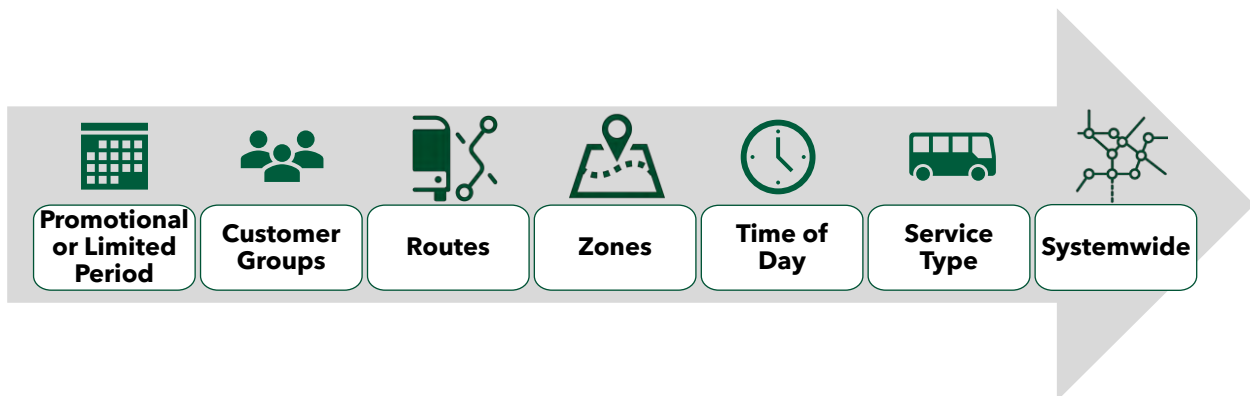 Promotional
or Limited
Period
Customer
Groups
Routes
Zones
Time of
Day
Service
Type
Systemwide